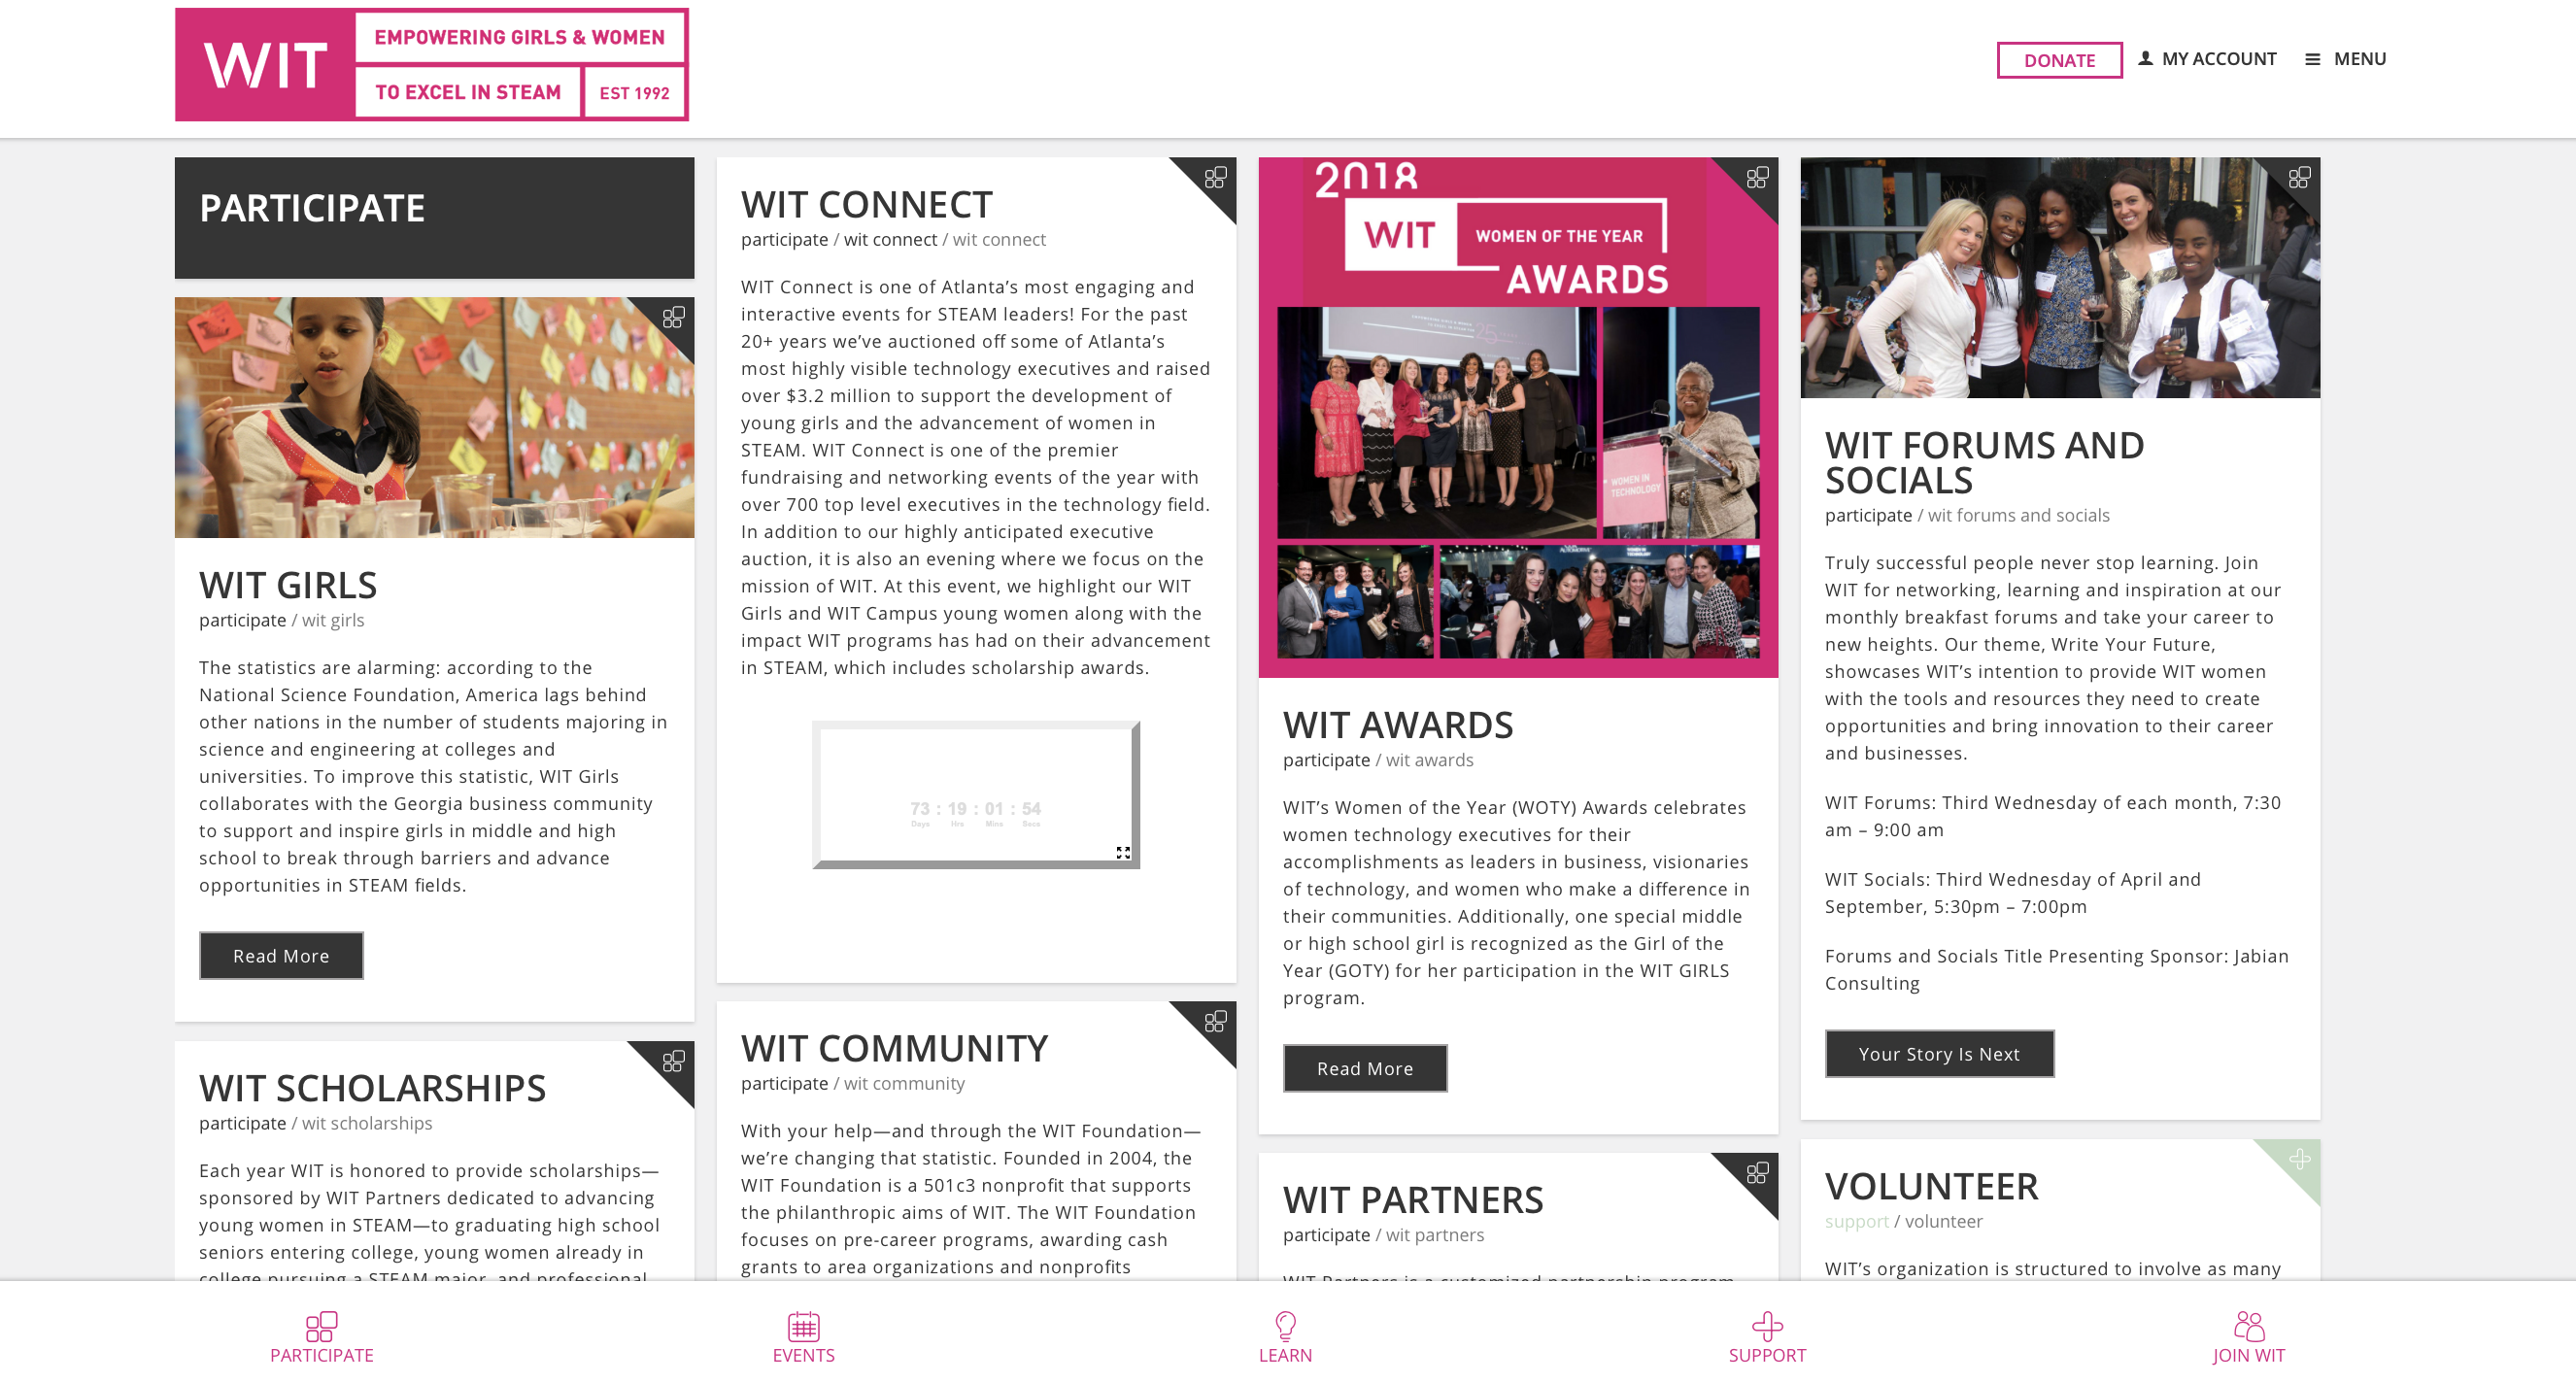 WIT
EMPOWERING GIRLS & WOMEN
TO EXCEL IN STEAM
EST 1992
DONATE
MY ACCOUNT
MENU
PARTICIPATE
WIT GIRLS
participate / wit girls
The statistics are alarming: according to the
National Science Foundation, America lags behind
other nations in the number of students majoring in
science and engineering at colleges and
universities. To improve this statistic, WIT Girls
collaborates with the Georgia business community
to support and inspire girls in middle and high
school to break through barriers and advance
opportunities in STEAM fields.
Read More
WIT SCHOLARSHIPS
participate / wit scholarships
Each year WIT is honored to provide scholarships—
sponsored by WIT Partners dedicated to advancing
young women in STEAM—to graduating high school
seniors entering college, young women already in
college pursuing a STEAM major, and professional
WIT CONNECT
participate / wit connect / wit connect
WIT Connect is one of Atlanta’s most engaging and
interactive events for STEAM leaders! For the past
20+ years we’ve auctioned off some of Atlanta’s
most highly visible technology executives and raised
over $3.2 million to support the development of
young girls and the advancement of women in
STEAM. WIT Connect is one of the premier
fundraising and networking events of the year with
over 700 top level executives in the technology field.
In addition to our highly anticipated executive
auction, it is also an evening where we focus on the
mission of WIT. At this event, we highlight our WIT
Girls and WIT Campus young women along with the
impact WIT programs has had on their advancement
in STEAM, which includes scholarship awards.
73 : 19 : 01 : 54
Days Hrs Mins Secs
WIT COMMUNITY
participate / wit community
With your help—and through the WIT Foundation—
we’re changing that statistic. Founded in 2004, the
WIT Foundation is a 501c3 nonprofit that supports
the philanthropic aims of WIT. The WIT Foundation
focuses on pre-career programs, awarding cash
grants to area organizations and nonprofits
2018
WIT
WOMEN OF THE YEAR
AWARDS
25
WOMEN IN
TECHNOLOGY
WIT AWARDS
participate / wit awards
WIT’s Women of the Year (WOTY) Awards celebrates
women technology executives for their
accomplishments as leaders in business, visionaries
of technology, and women who make a difference in
their communities. Additionally, one special middle
or high school girl is recognized as the Girl of the
Year (GOTY) for her participation in the WIT GIRLS
program.
Read More
WIT PARTNERS
participate / wit partners
WIT Partners is a customized partnership program
WIT FORUMS AND
SOCIALS
participate / wit forums and socials
Truly successful people never stop learning. Join
WIT for networking, learning and inspiration at our
monthly breakfast forums and take your career to
new heights. Our theme, Write Your Future,
showcases WIT’s intention to provide WIT women
with the tools and resources they need to create
opportunities and bring innovation to their career
and businesses.
WIT Forums: Third Wednesday of each month, 7:30
am – 9:00 am
WIT Socials: Third Wednesday of April and
September, 5:30pm – 7:00pm
Forums and Socials Title Presenting Sponsor: Jabian
Consulting
Your Story Is Next
VOLUNTEER
support / volunteer
WIT’s organization is structured to involve as many
PARTICIPATE
EVENTS
LEARN
SUPPORT
JOIN WIT